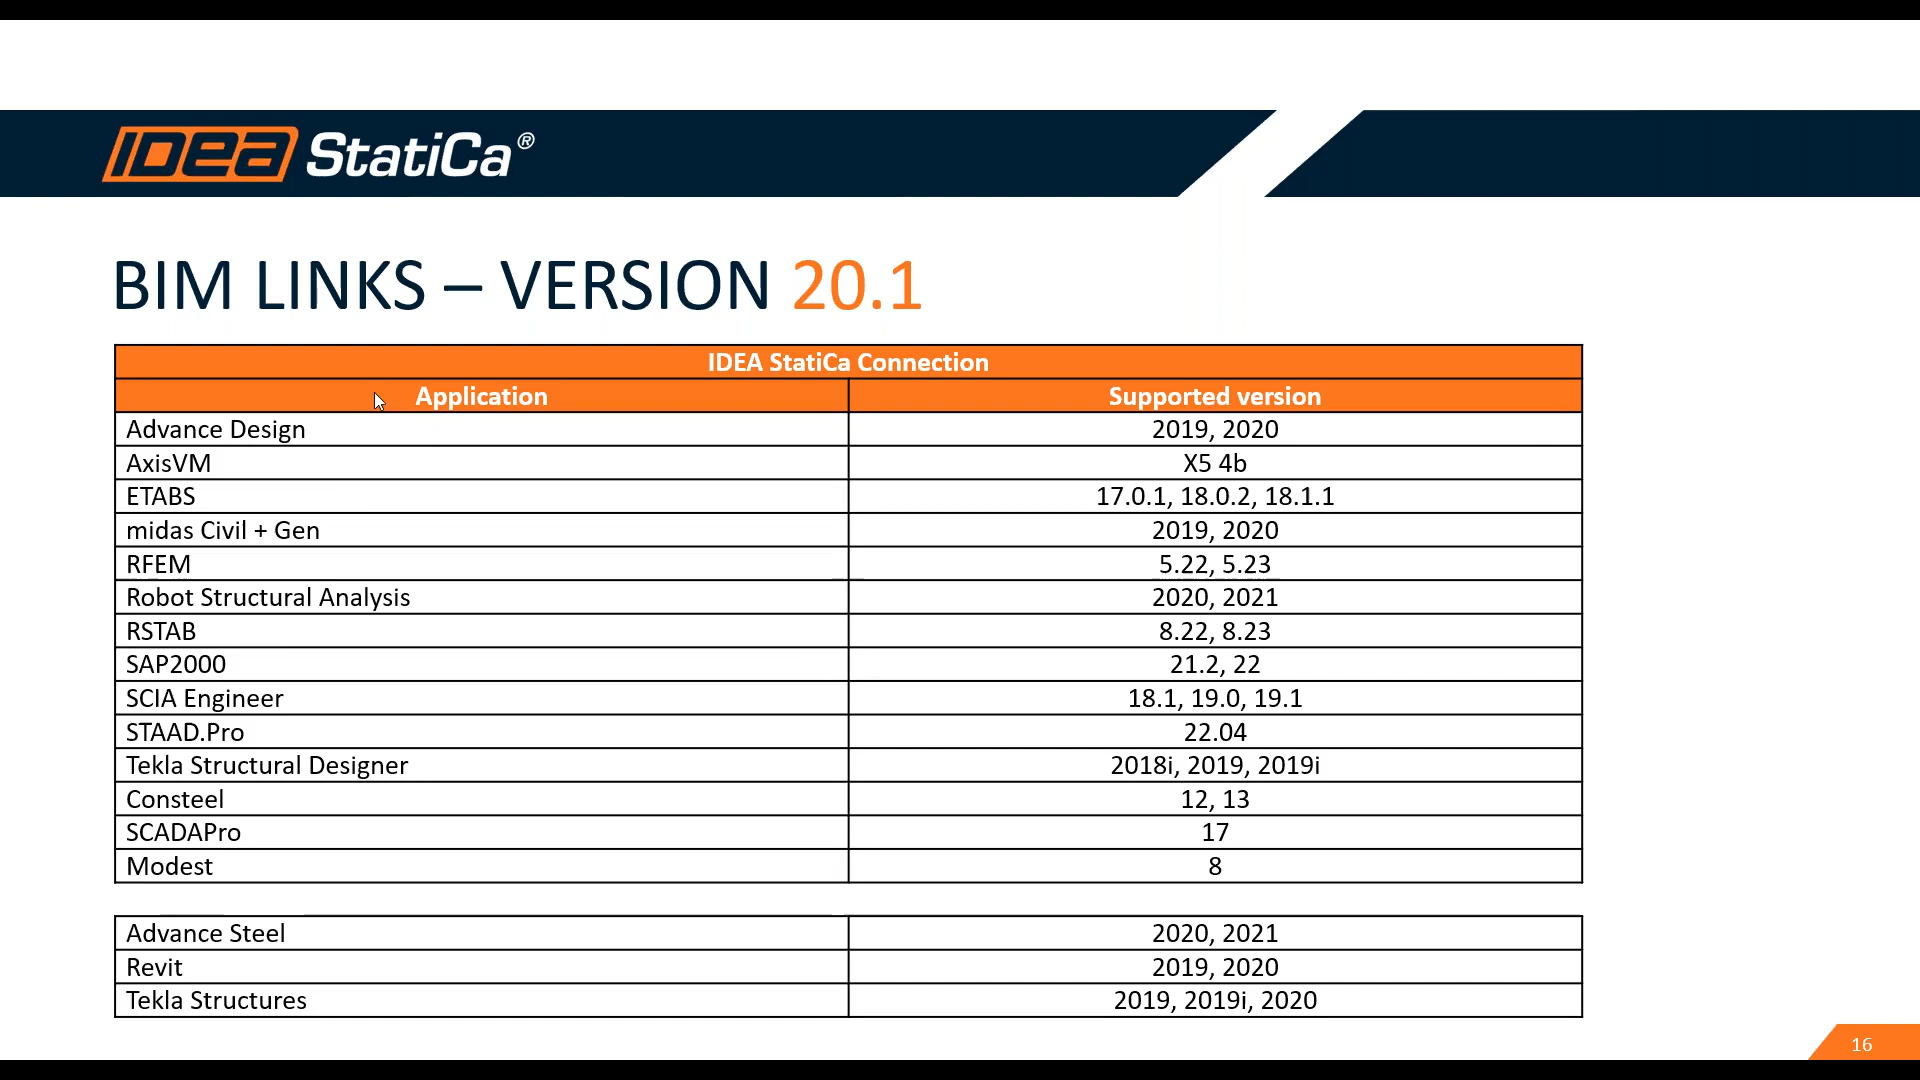 IDEA StatiCa®
BIM LINKS – VERSION 20.1
IDEA StatiCa Connection
Application Supported version
Advance Design 2019, 2020
AxisVM X5 4b
ETABS 17.0.1, 18.0.2, 18.1.1
midas Civil + Gen 2019, 2020
RFEM 5.22, 5.23
Robot Structural Analysis 2020, 2021
RSTAB 8.22, 8.23
SAP2000 21.2, 22
SCIA Engineer 18.1, 19.0, 19.1
STAAD.Pro 22.04
Tekla Structural Designer 2018i, 2019, 2019i
Consteel 12, 13
SCADAPro 17
Modest 8
Advance Steel 2020, 2021
Revit 2019, 2020
Tekla Structures 2019, 2019i, 2020
16